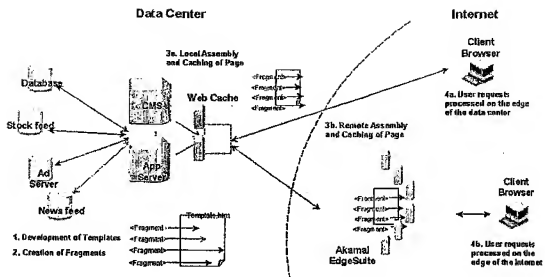 Data Center
Internet
3a. Local Assembly
and Caching of Page
<Fragment>
<Fragment>
<Fragment>
<Fragment>
Client
Browser
4a. User requests
processed on the edge
of the data center
Database
CMS
Web Cache
Stock feed
App
Server
Ad
Server
News feed
3b. Remote Assembly
and Caching of Page
<Fragment>
<Fragment>
<Fragment>
<Fragment>
Akamai
EdgeSuite
Client
Browser
4b. User requests
processed on the
edge of the Internet
Template.htm
<Fragment>
<Fragment>
<Fragment>
<Fragment>
1. Development of Templates
2. Creation of Fragments